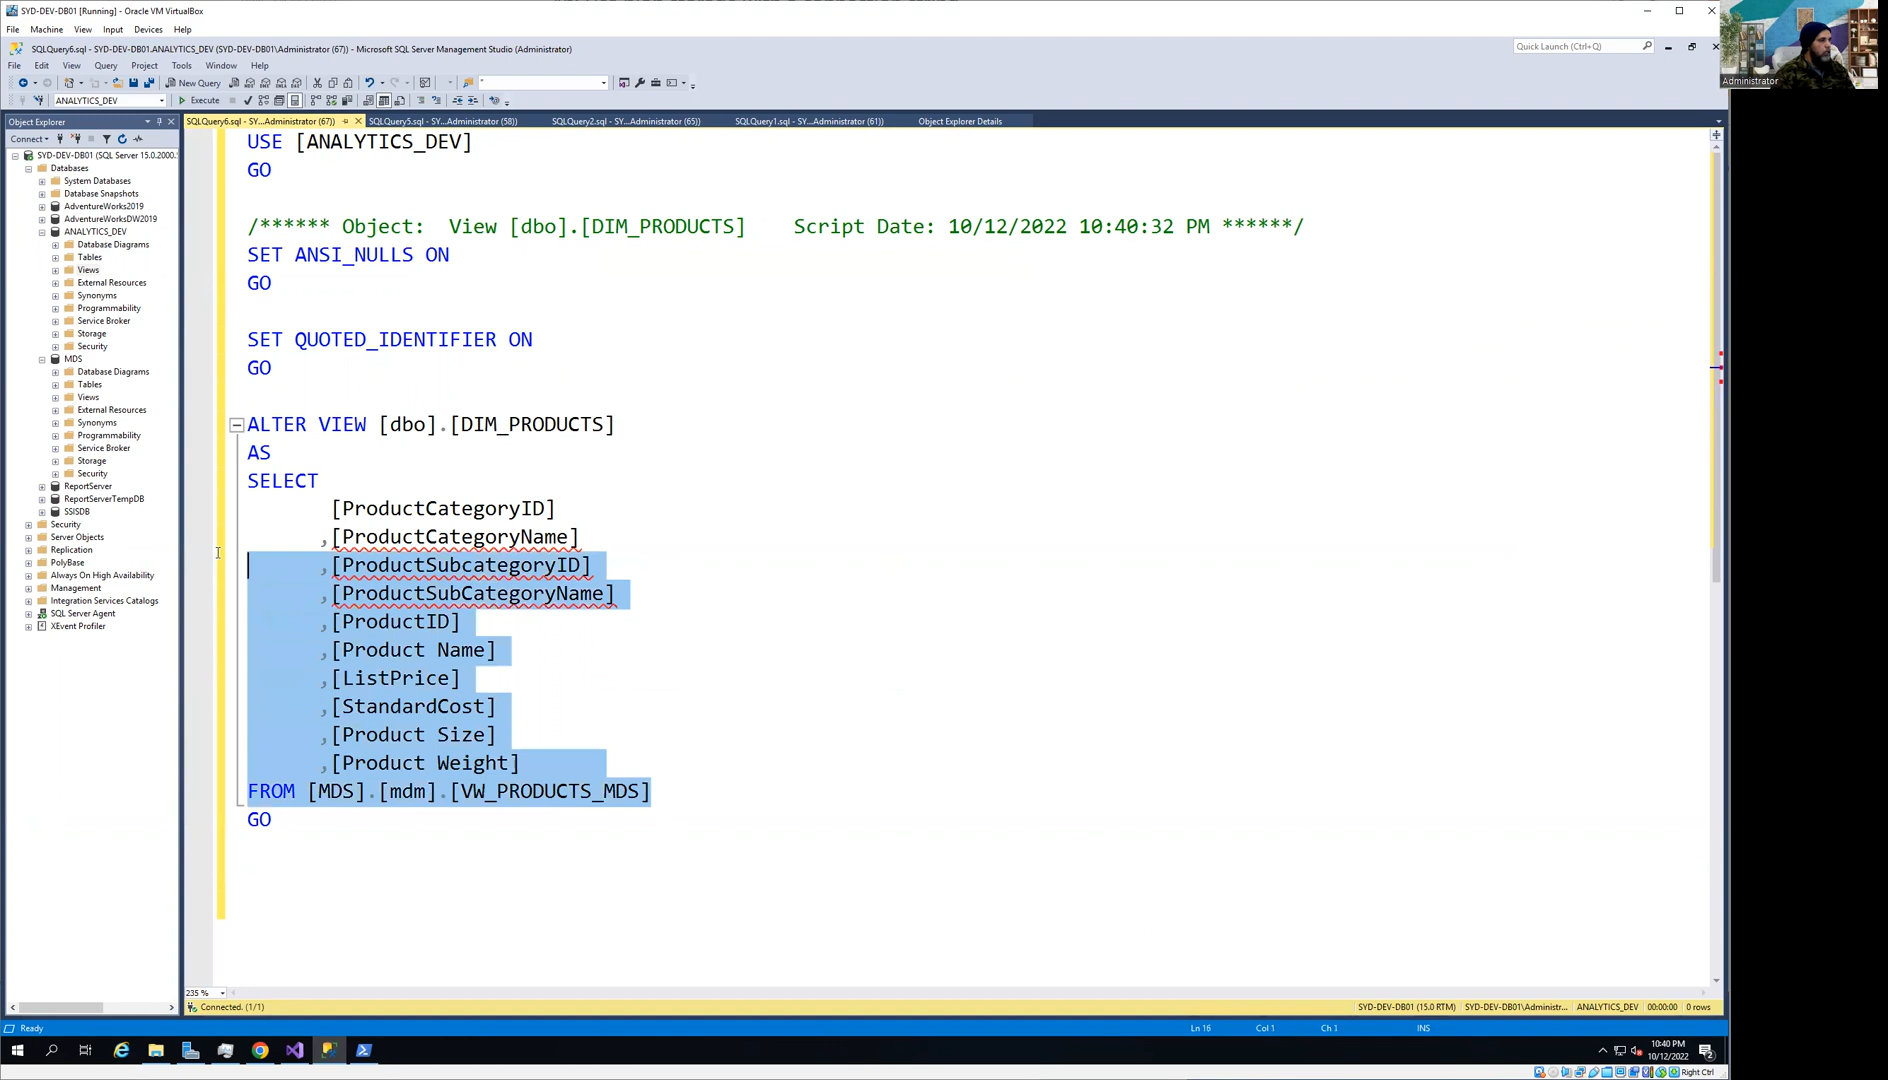 SYD-DEV-DB01 [Running] - Oracle VM VirtualBox
File Machine View Input Devices Help
SQLQuery6.sql - SYD-DEV-DB01.ANALYTICS_DEV (SYD-DEV-DB01\Administrator (67)) - Microsoft SQL Server Management Studio (Administrator)
Quick Launch (Ctrl+Q)
Administrator
File Edit View Query Project Tools Window Help
New Query
ANALYTICS_DEV Execute
Object Explorer
SQLQuery6.sql - SY...Administrator (67)) SQLQuery5.sql - SY...Administrator (58)) SQLQuery2.sql - SY...Administrator (65)) SQLQuery1.sql - SY...Administrator (61)) Object Explorer Details
Connect
SYD-DEV-DB01 (SQL Server 15.0.2000.
Databases
System Databases
Database Snapshots
AdventureWorks2019
AdventureWorksDW2019
ANALYTICS_DEV
Database Diagrams
Tables
Views
External Resources
Synonyms
Programmability
Service Broker
Storage
Security
MDS
Database Diagrams
Tables
Views
External Resources
Synonyms
Programmability
Service Broker
Storage
Security
ReportServer
ReportServerTempDB
SSISDB
Security
Server Objects
Replication
PolyBase
Always On High Availability
Management
Integration Services Catalogs
SQL Server Agent
XEvent Profiler
USE [ANALYTICS_DEV]
GO
/****** Object:  View [dbo].[DIM_PRODUCTS]    Script Date: 10/12/2022 10:40:32 PM ******/
SET ANSI_NULLS ON
GO
SET QUOTED_IDENTIFIER ON
GO
ALTER VIEW [dbo].[DIM_PRODUCTS]
AS
SELECT
[ProductCategoryID]
,[ProductCategoryName]
,[ProductSubcategoryID]
,[ProductSubCategoryName]
,[ProductID]
,[Product Name]
,[ListPrice]
,[StandardCost]
,[Product Size]
,[Product Weight]
FROM [MDS].[mdm].[VW_PRODUCTS_MDS]
GO
235 %
Connected. (1/1)
SYD-DEV-DB01 (15.0 RTM) SYD-DEV-DB01\Administr... ANALYTICS_DEV 00:00:00 0 rows
Ready
Ln 16 Col 1 Ch 1 INS
10:40 PM
10/12/2022
2
Right Ctrl